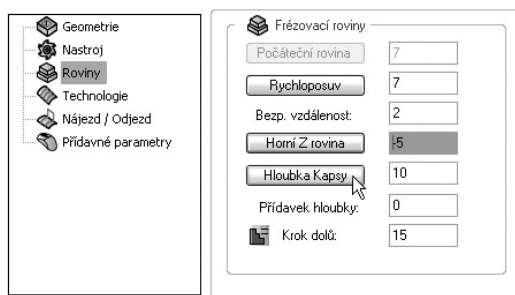 Geometrie
Nastroj
Roviny
Technologie
Nájezd / Odjezd
Přídavné parametry
Frézovací roviny
Počáteční rovina 7
Rychloposuv 7
Bezp. vzdálenost: 2
Horní Z rovina -5
Hloubka Kapsy 10
Přídavek hloubky: 0
Krok dolů: 15